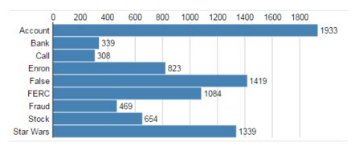 0 200 400 600 800 1000 1200 1400 1600 1800
Account 1933
Bank 339
Call 308
Enron 823
False 1419
FERC 1084
Fraud 469
Stock 654
Star Wars 1339